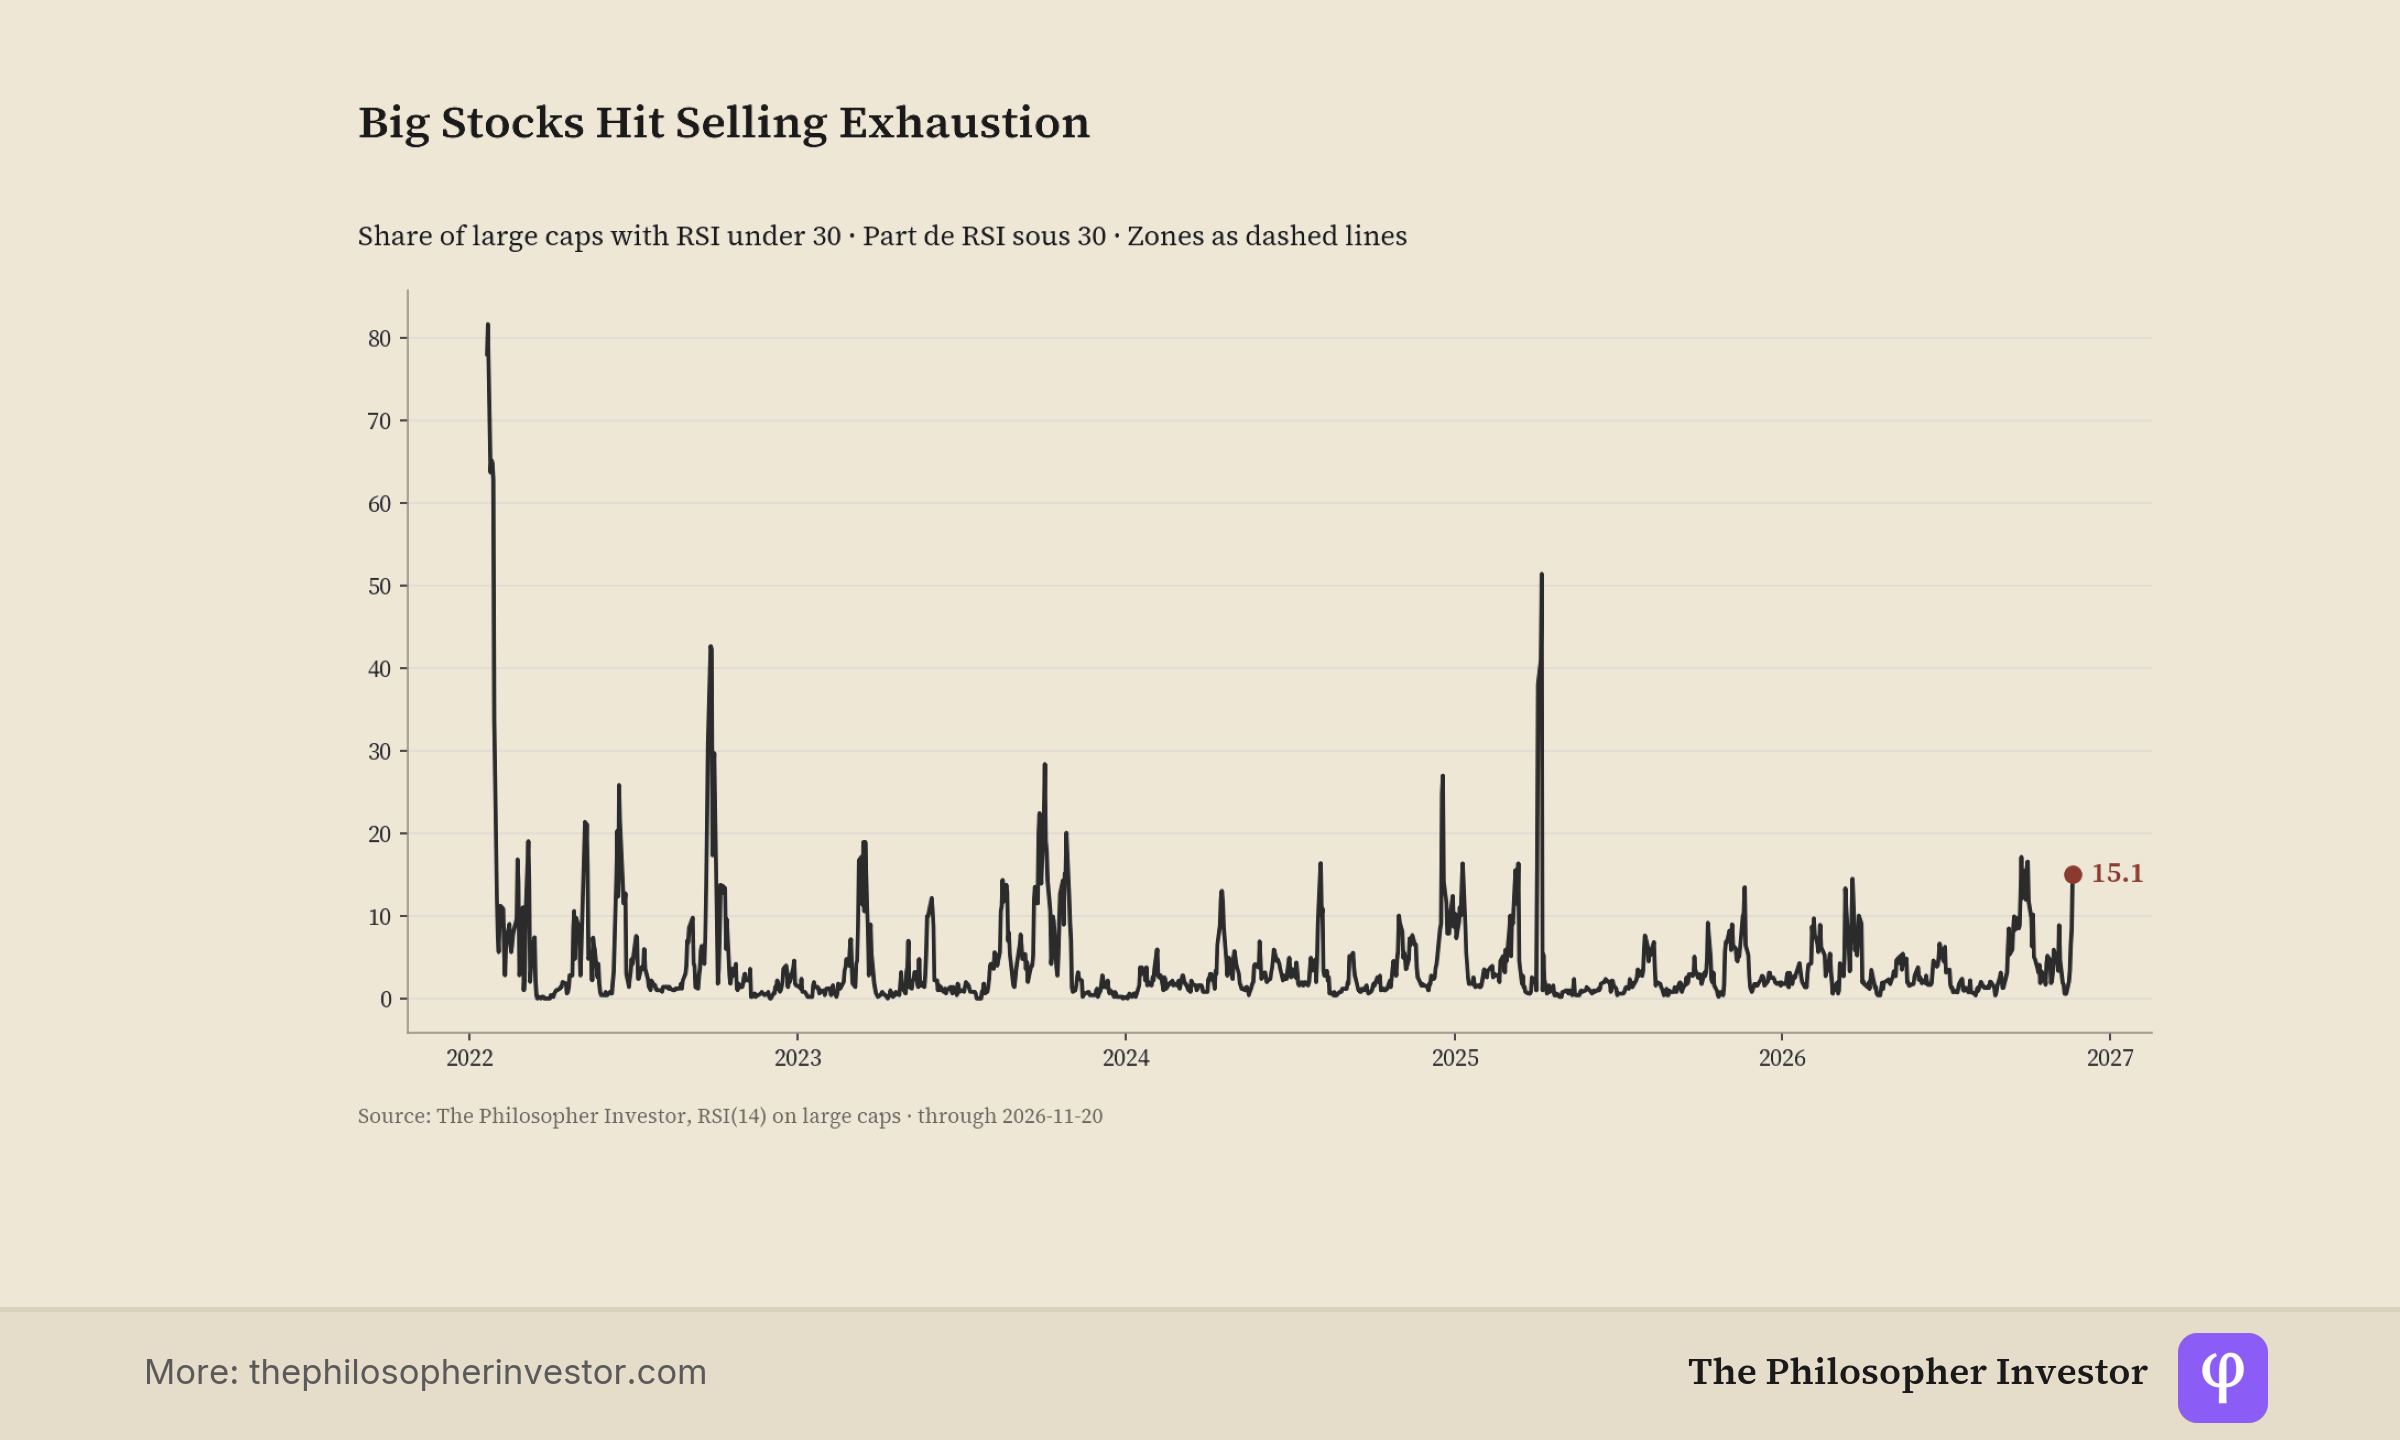 Big Stocks Hit Selling Exhaustion
Share of large caps with RSI under 30 · Part de RSI sous 30 · Zones as dashed lines
80
70
60
50
40
30
20
10
0
15.1
2022 2023 2024 2025 2026 2027
Source: The Philosopher Investor, RSI(14) on large caps · through 2026-11-20
More: thephilosopherinvestor.com
The Philosopher Investor φ